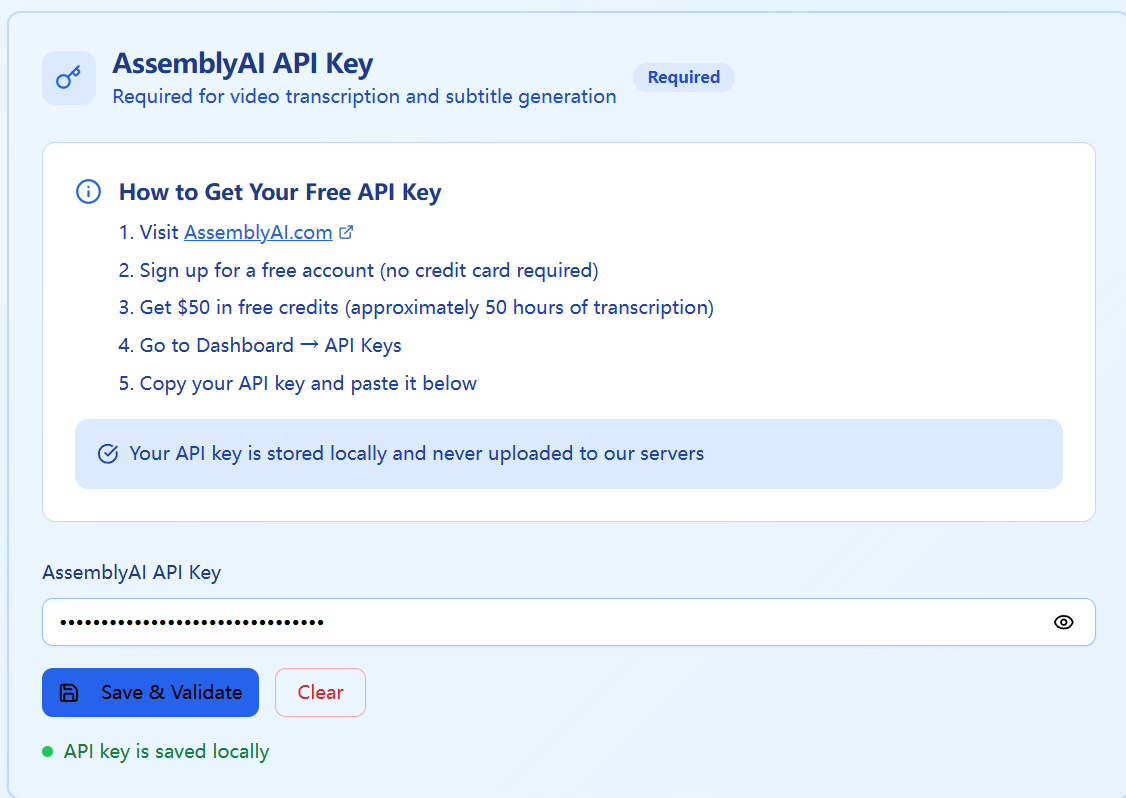 AssemblyAI API Key
Required for video transcription and subtitle generation
Required
How to Get Your Free API Key
1. Visit AssemblyAI.com
2. Sign up for a free account (no credit card required)
3. Get $50 in free credits (approximately 50 hours of transcription)
4. Go to Dashboard → API Keys
5. Copy your API key and paste it below
Your API key is stored locally and never uploaded to our servers
AssemblyAI API Key
••••••••••••••••••••••••••••••••
Save & Validate
Clear
API key is saved locally